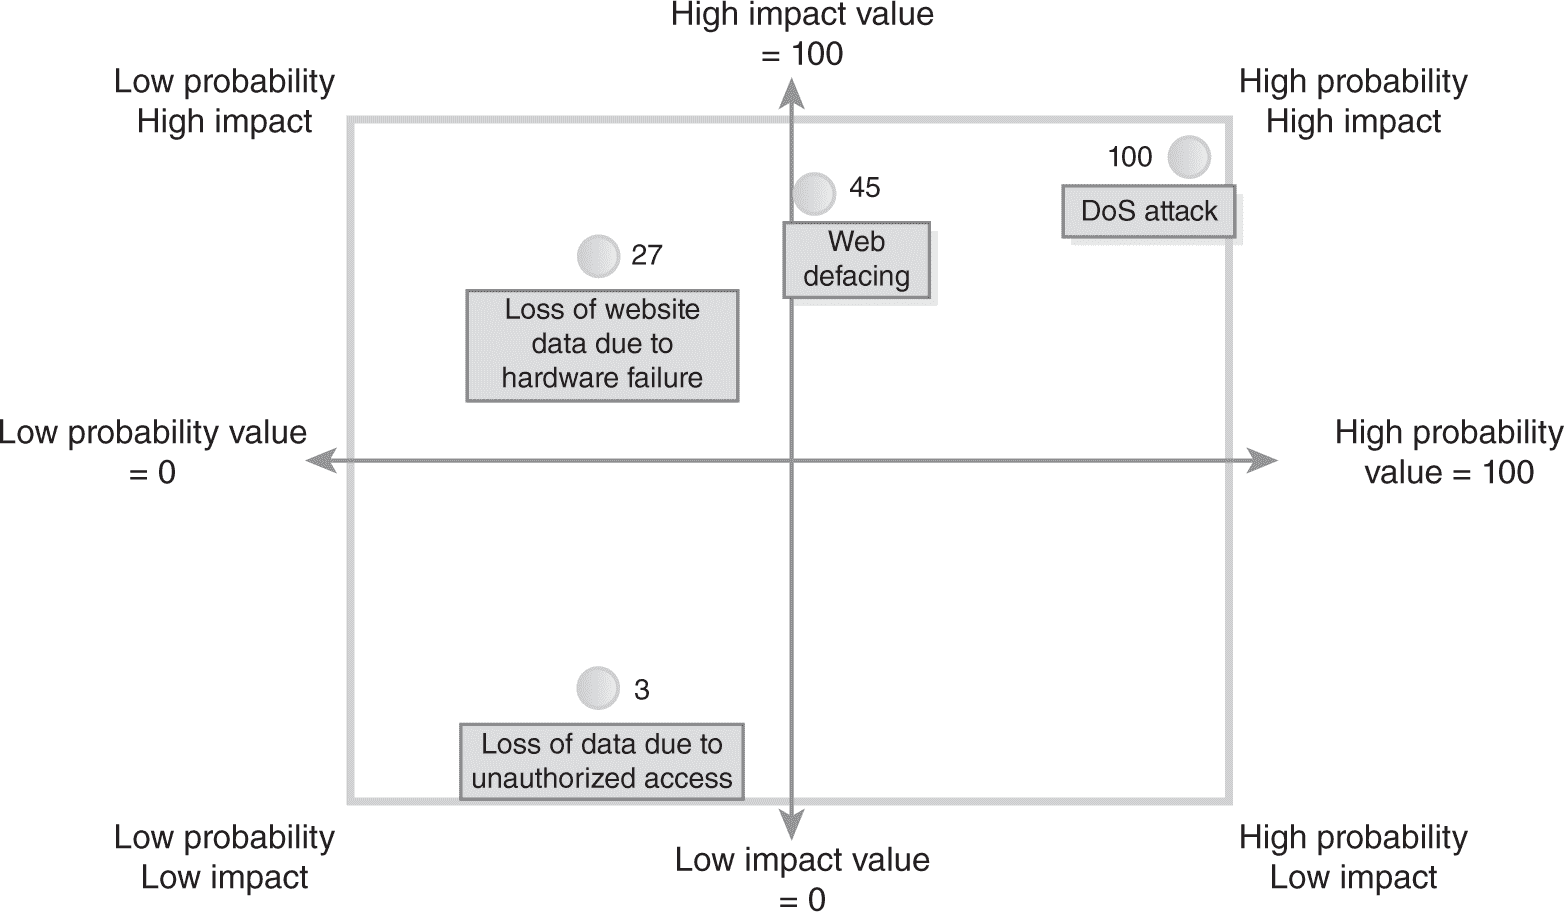 High impact value
= 100
Low probability
High impact
High probability
High impact
100
DoS attack
45
Web
defacing
27
Loss of website
data due to
hardware failure
Low probability value
= 0
High probability
value = 100
3
Loss of data due to
unauthorized access
Low probability
Low impact
Low impact value
= 0
High probability
Low impact